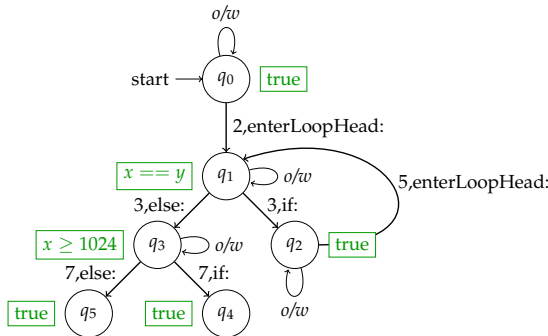 o/w
start q0 true
2,enterLoopHead:
x == y q1 o/w 5,enterLoopHead:
3,else: 3,if:
x ≥ 1024 q3 o/w q2 true
7,else: 7,if:
true q5 true q4 o/w